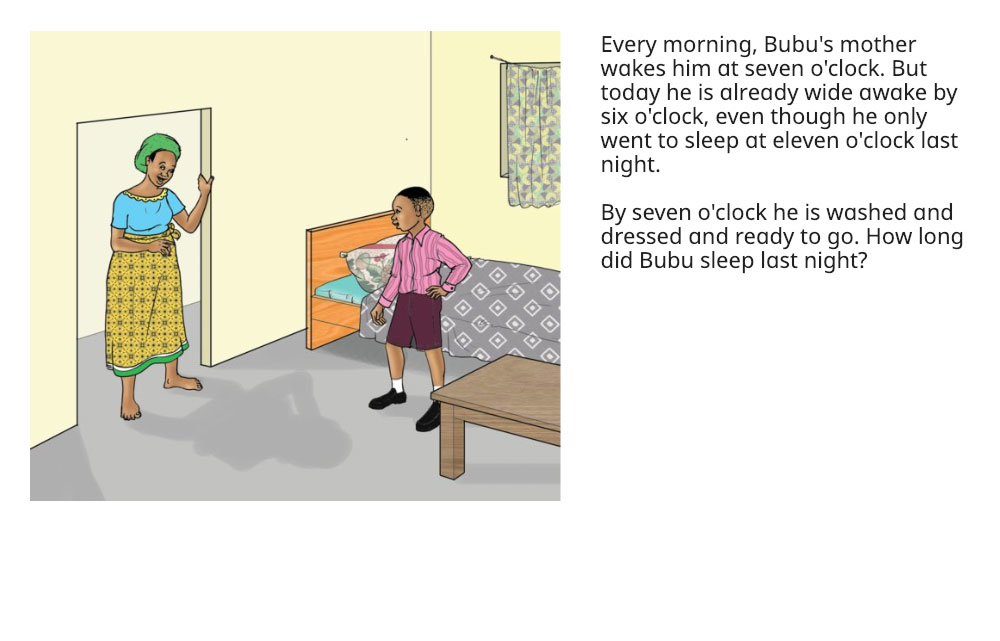 Every morning, Bubu's mother
wakes him at seven o'clock. But
today he is already wide awake by
six o'clock, even though he only
went to sleep at eleven o'clock last
night.
By seven o'clock he is washed and
dressed and ready to go. How long
did Bubu sleep last night?